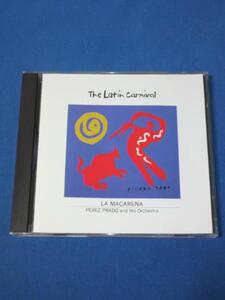 The Latin Carnival
LA MACARENA
PEREZ PRADO and His Orchestra